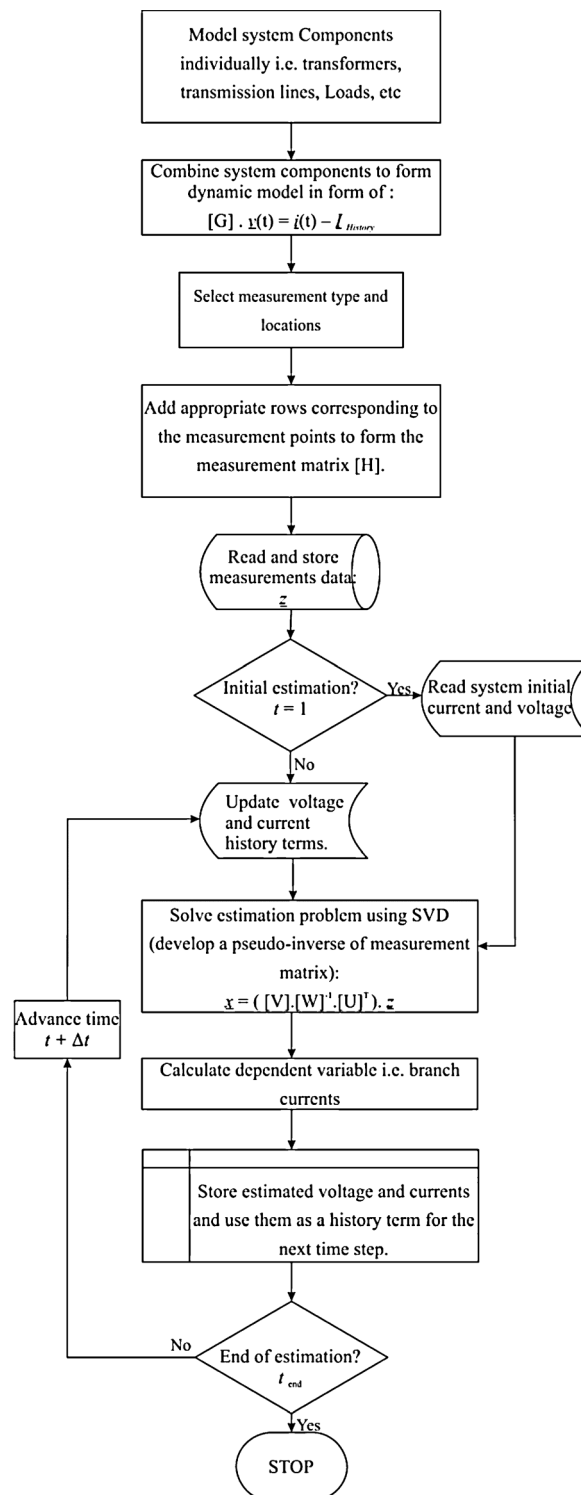 Model system Components
individually i.e. transformers,
transmission lines, Loads, etc
Combine system components to form
dynamic model in form of :
[G] . v(t) = i(t) – I History
Select measurement type and
locations
Add appropriate rows corresponding to
the measurement points to form the
measurement matrix [H].
Read and store
measurements data:
z
Initial estimation?
t = 1
Yes
Read system initial
current and voltage
No
Update voltage
and current
history terms.
Solve estimation problem using SVD
(develop a pseudo-inverse of measurement
matrix):
x = ( [V].[W]⁻¹.[U]ᵀ). z
Advance time
t + Δt
Calculate dependent variable i.e. branch
currents
Store estimated voltage and currents
and use them as a history term for the
next time step.
No
End of estimation?
t end
Yes
STOP